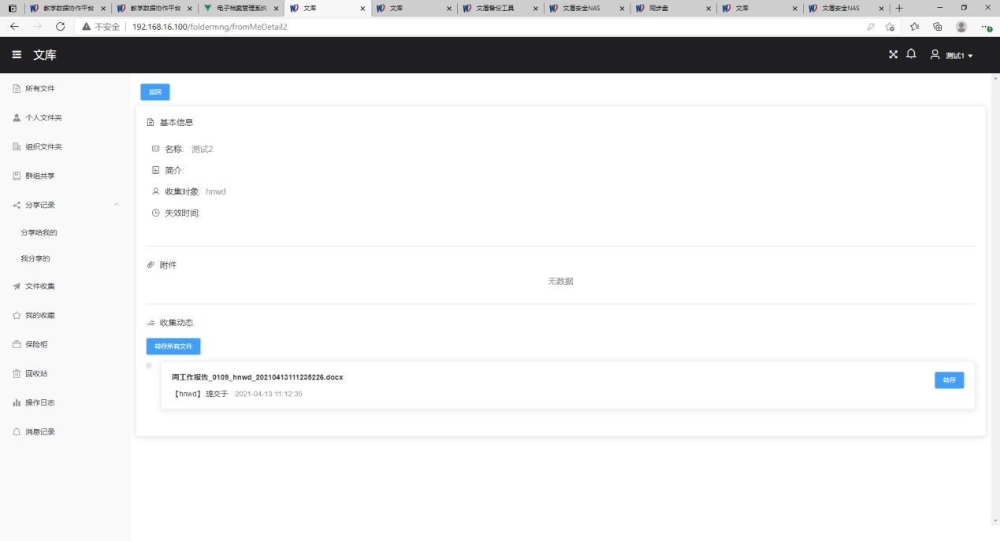 教学数据协作平台
教学数据协作平台
电子档案管理系统
文库
文库
文盾备份工具
文盾安全NAS
同步盘
文库
文盾安全NAS
不安全 | 192.168.16.100/foldermng/fromMeDetail2
文库
测试1
所有文件
个人文件夹
组织文件夹
群组共享
分享记录
分享给我的
我分享的
文件收集
我的收藏
保险柜
回收站
操作日志
消息记录
返回
基本信息
名称: 测试2
简介:
收集对象: hnwd
失效时间:
附件
无数据
收集动态
转存所有文件
周工作报告_0109_hnwd_20210413111235226.docx
【hnwd】 提交于 2021-04-13 11:12:35
转存